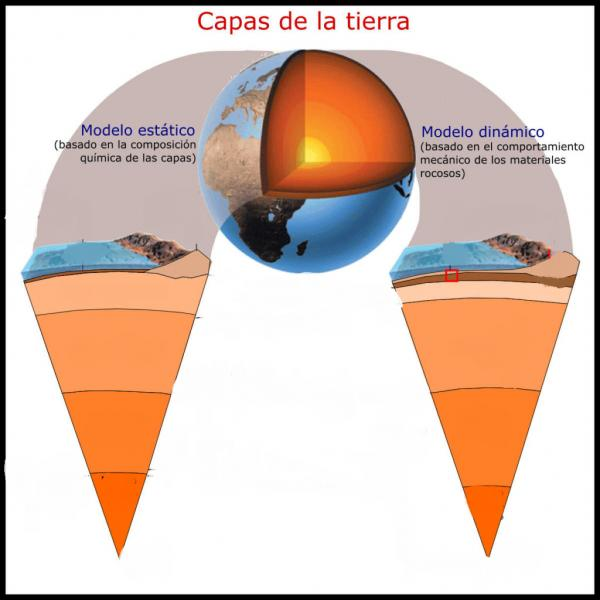 Capas de la tierra
Modelo estático
(basado en la composición
química de las capas)
Modelo dinámico
(basado en el comportamiento
mecánico de los materiales
rocosos)